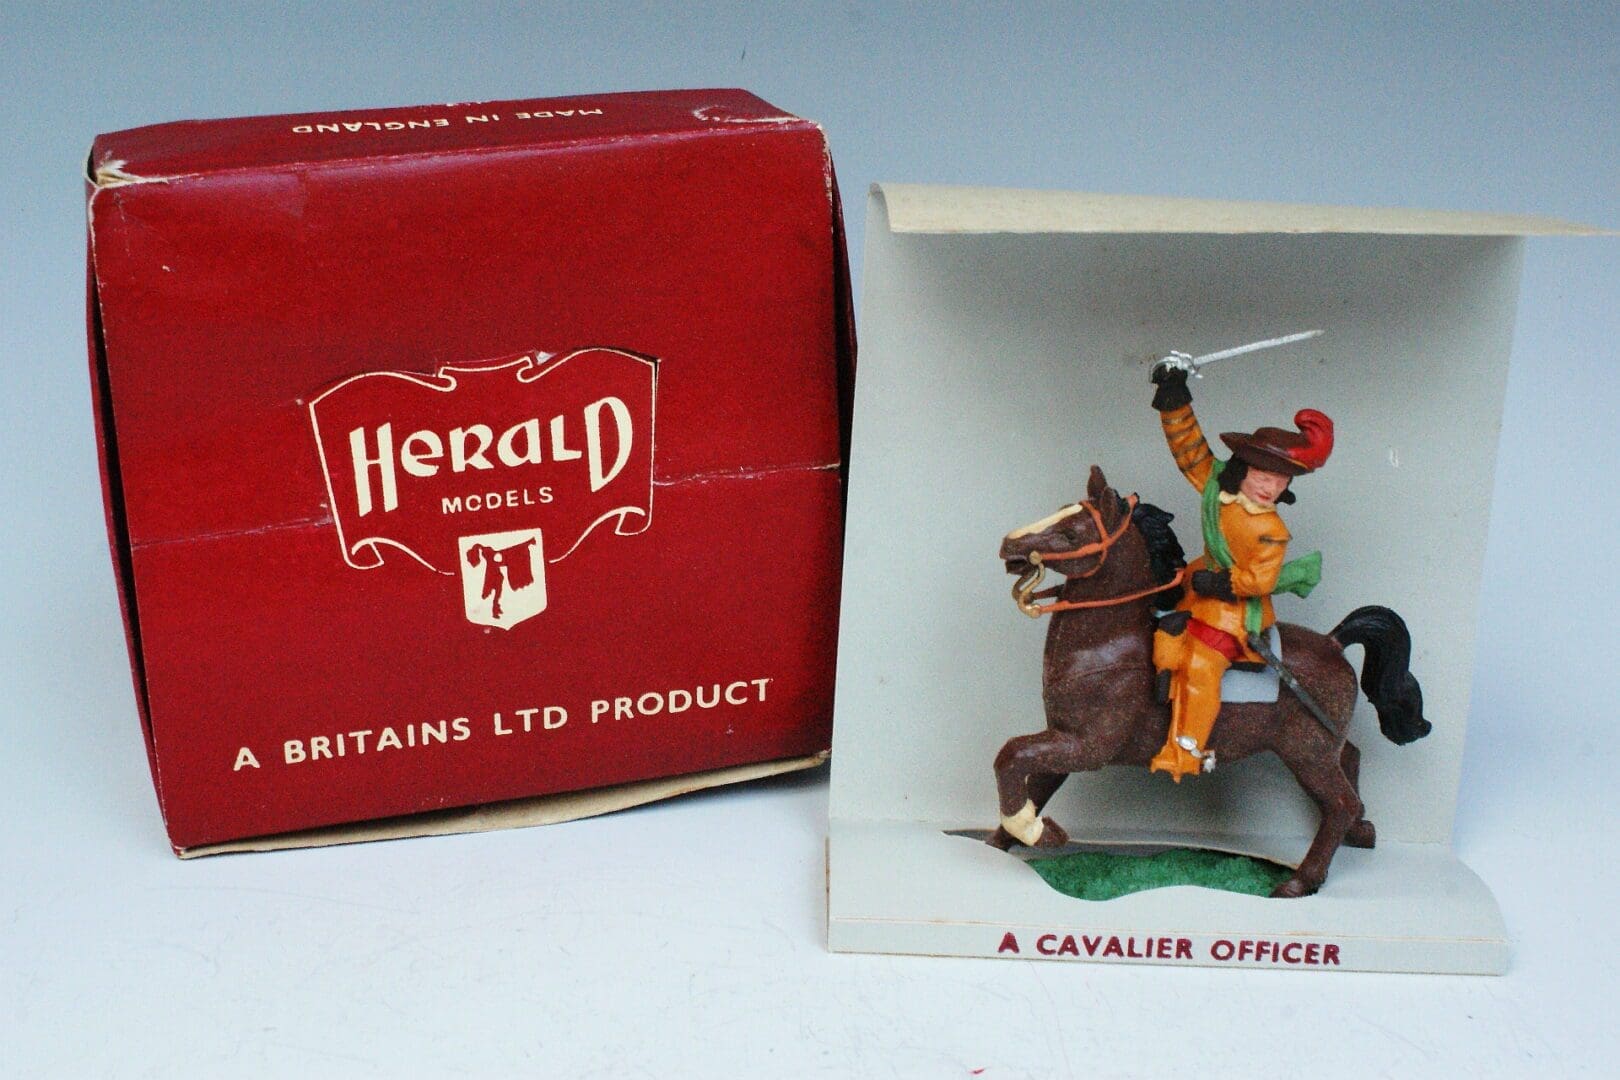 MADE IN ENGLAND
HERALD
MODELS
A BRITAINS LTD PRODUCT
A CAVALIER OFFICER